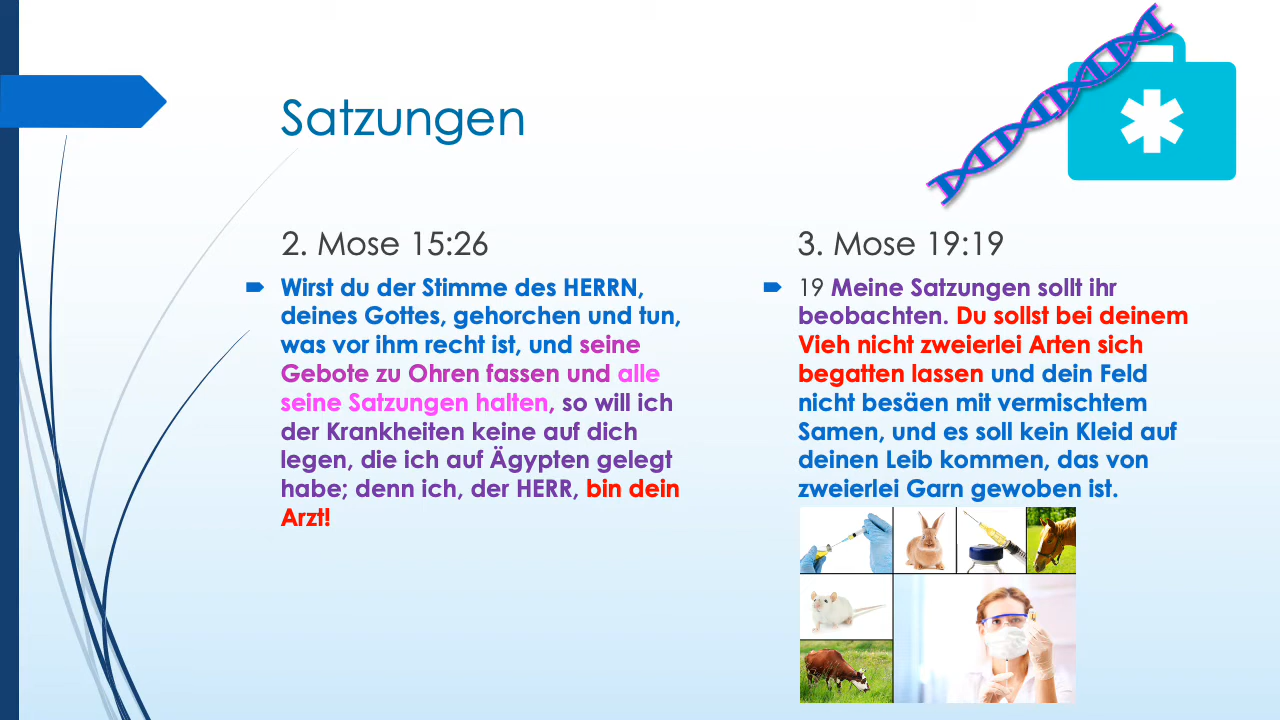 Satzungen
2. Mose 15:26
Wirst du der Stimme des HERRN,
deines Gottes, gehorchen und tun,
was vor ihm recht ist, und seine
Gebote zu Ohren fassen und alle
seine Satzungen halten, so will ich
der Krankheiten keine auf dich
legen, die ich auf Ägypten gelegt
habe; denn ich, der HERR, bin dein
Arzt!
3. Mose 19:19
19 Meine Satzungen sollt ihr
beobachten. Du sollst bei deinem
Vieh nicht zweierlei Arten sich
begatten lassen und dein Feld
nicht besäen mit vermischtem
Samen, und es soll kein Kleid auf
deinen Leib kommen, das von
zweierlei Garn gewoben ist.